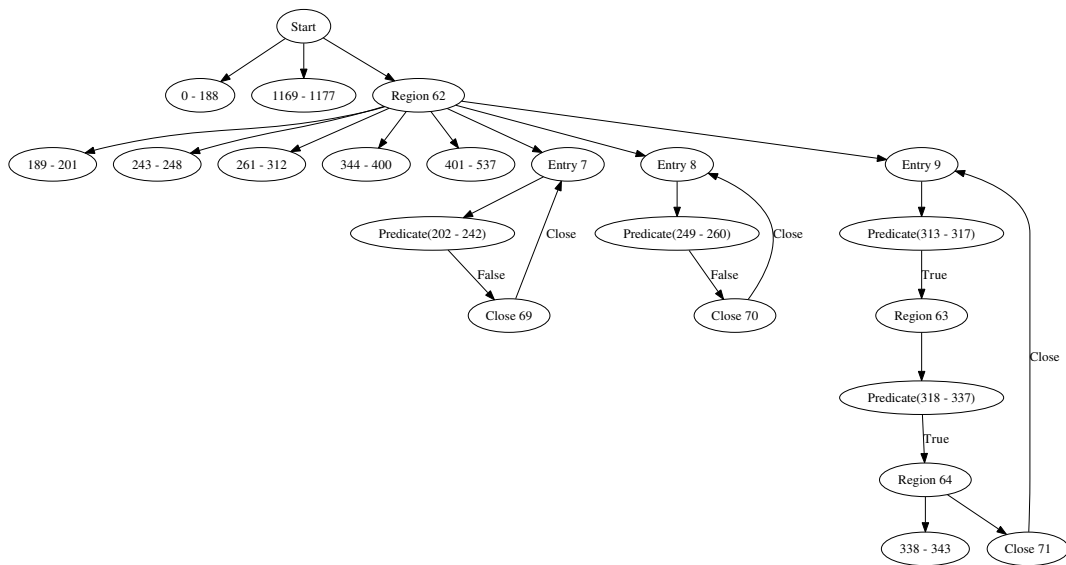 Start
0 - 188
1169 - 1177
Region 62
189 - 201
243 - 248
261 - 312
344 - 400
401 - 537
Entry 7
Entry 8
Entry 9
Predicate(202 - 242)
Close
Predicate(249 - 260)
Close
Predicate(313 - 317)
False
False
True
Close 69
Close 70
Region 63
Close
Predicate(318 - 337)
True
Region 64
338 - 343
Close 71